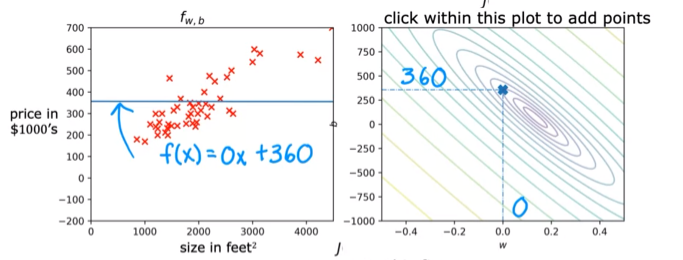 f_w, b
700
600
500
400
300
200
100
0
−100
−200
price in
$1000's
0 1000 2000 3000 4000
size in feet²
f(x) = 0x + 360
J
click within this plot to add points
1000
750
500
250
0
−250
−500
−750
−1000
b
360
0
−0.4 −0.2 0.0 0.2 0.4
w